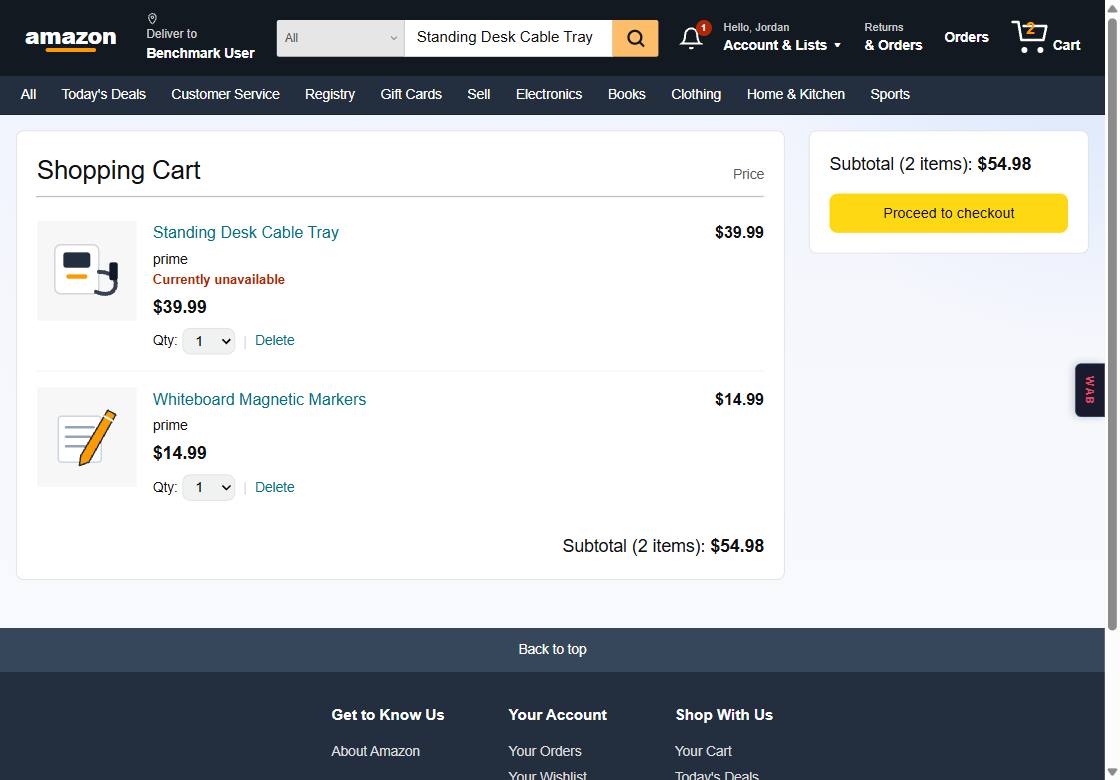 amazon
Deliver to
Benchmark User
All
Standing Desk Cable Tray
1
Hello, Jordan
Account & Lists
Returns
& Orders
Orders
2
Cart
All
Today's Deals
Customer Service
Registry
Gift Cards
Sell
Electronics
Books
Clothing
Home & Kitchen
Sports
Shopping Cart
Price
Standing Desk Cable Tray
$39.99
prime
Currently unavailable
$39.99
Qty: 1 | Delete
Whiteboard Magnetic Markers
$14.99
prime
$14.99
Qty: 1 | Delete
Subtotal (2 items): $54.98
Subtotal (2 items): $54.98
Proceed to checkout
WAB
Back to top
Get to Know Us
Your Account
Shop With Us
About Amazon
Your Orders
Your Cart
Your Wishlist
Today's Deals